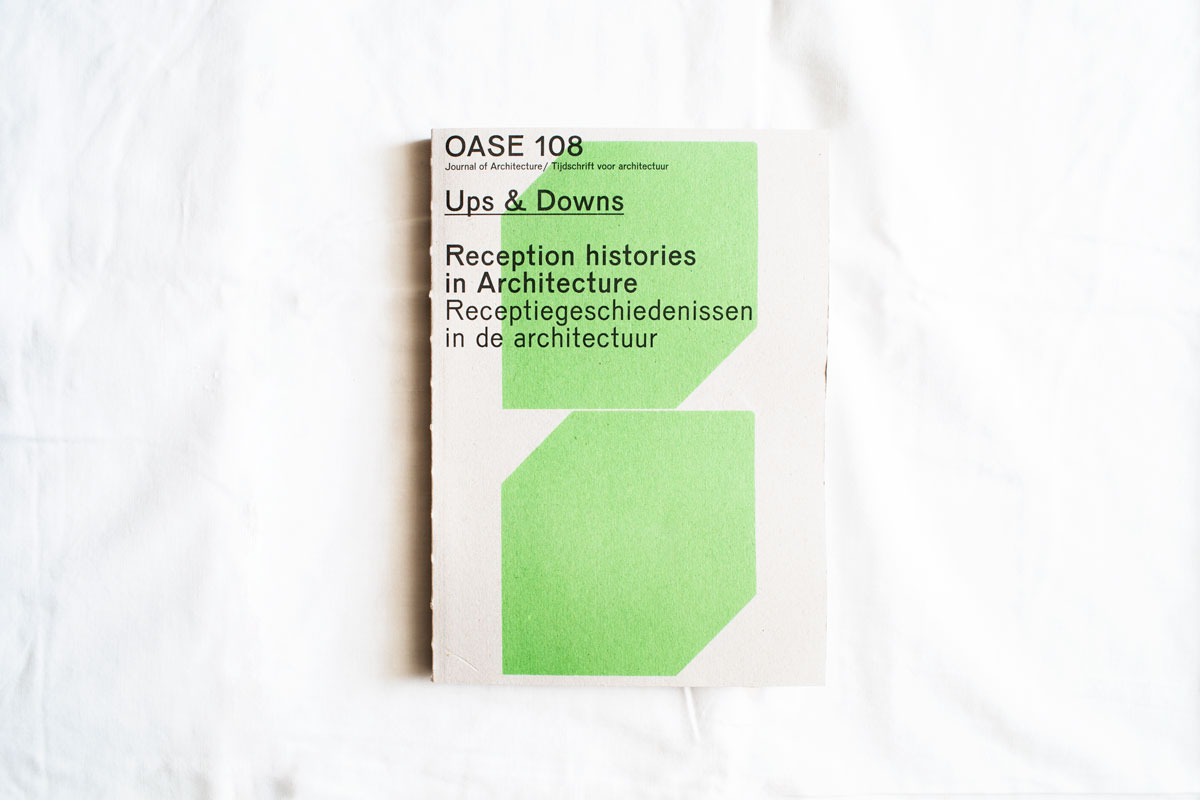 OASE 108
Journal of Architecture/ Tijdschrift voor architectuur
Ups & Downs
Reception histories
in Architecture
Receptiegeschiedenissen
in de architectuur